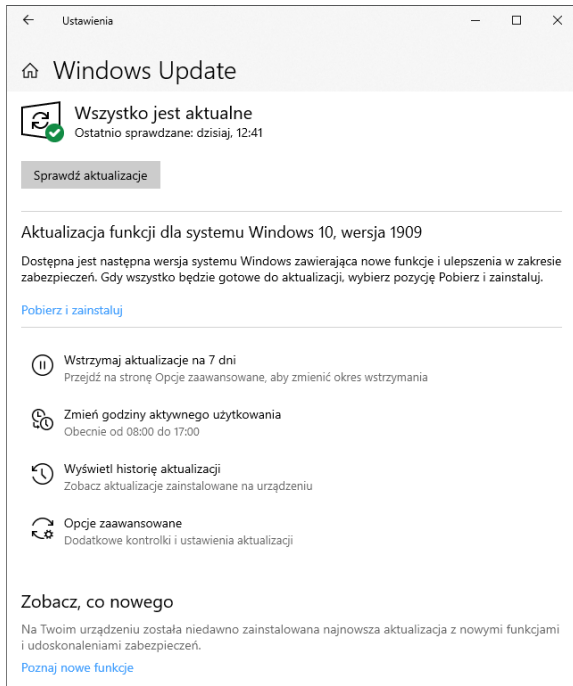 Ustawienia
Windows Update
Wszystko jest aktualne
Ostatnio sprawdzane: dzisiaj, 12:41
Sprawdź aktualizacje
Aktualizacja funkcji dla systemu Windows 10, wersja 1909
Dostępna jest następna wersja systemu Windows zawierająca nowe funkcje i ulepszenia w zakresie
zabezpieczeń. Gdy wszystko będzie gotowe do aktualizacji, wybierz pozycję Pobierz i zainstaluj.
Pobierz i zainstaluj
Wstrzymaj aktualizacje na 7 dni
Przejdź na stronę Opcje zaawansowane, aby zmienić okres wstrzymania
Zmień godziny aktywnego użytkowania
Obecnie od 08:00 do 17:00
Wyświetl historię aktualizacji
Zobacz aktualizacje zainstalowane na urządzeniu
Opcje zaawansowane
Dodatkowe kontrolki i ustawienia aktualizacji
Zobacz, co nowego
Na Twoim urządzeniu została niedawno zainstalowana najnowsza aktualizacja z nowymi funkcjami
i udoskonaleniami zabezpieczeń.
Poznaj nowe funkcje